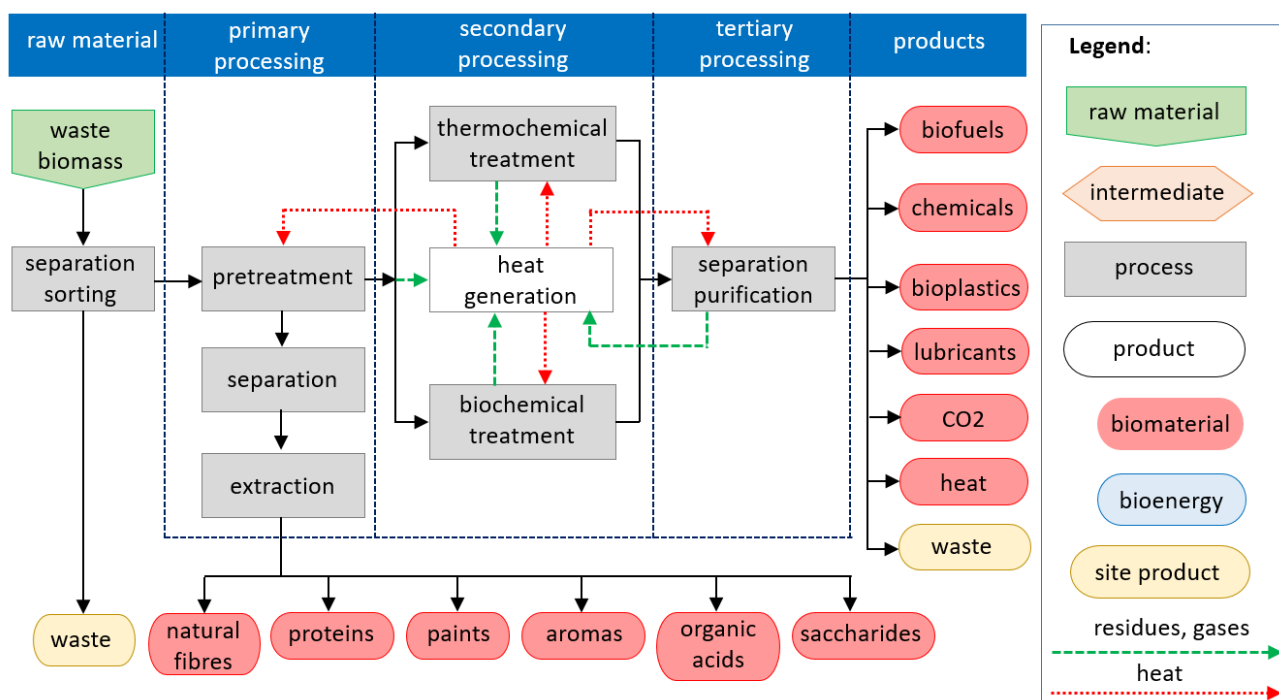 raw material
primary
processing
secondary
processing
tertiary
processing
products
waste
biomass
separation
sorting
pretreatment
separation
extraction
thermochemical
treatment
heat
generation
biochemical
treatment
separation
purification
biofuels
chemicals
bioplastics
lubricants
CO2
heat
waste
waste
natural
fibres
proteins
paints
aromas
organic
acids
saccharides
Legend:
raw material
intermediate
process
product
biomaterial
bioenergy
site product
residues, gases
heat